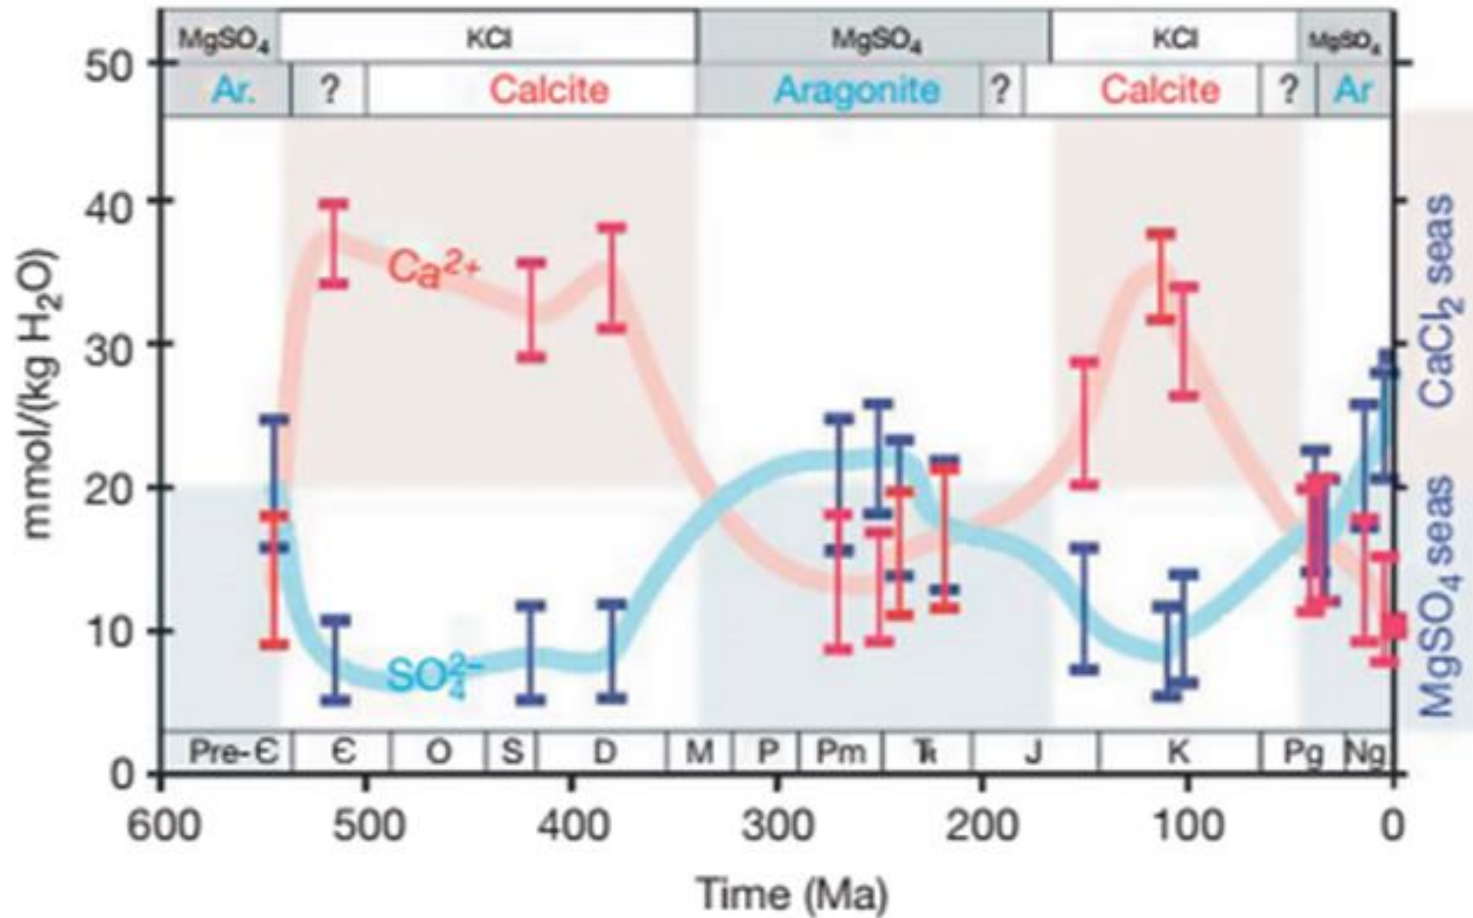 MgSO₄ KCl MgSO₄ KCl MgSO₄
Ar. ? Calcite Aragonite ? Calcite ? Ar
50
40
30
20
10
0
mmol/(kg H₂O)
Ca²⁺
SO₄²⁻
CaCl₂ seas
MgSO₄ seas
Pre-Є Є O S D M P Pm Ꞧ J K Pg Ng
600 500 400 300 200 100 0
Time (Ma)